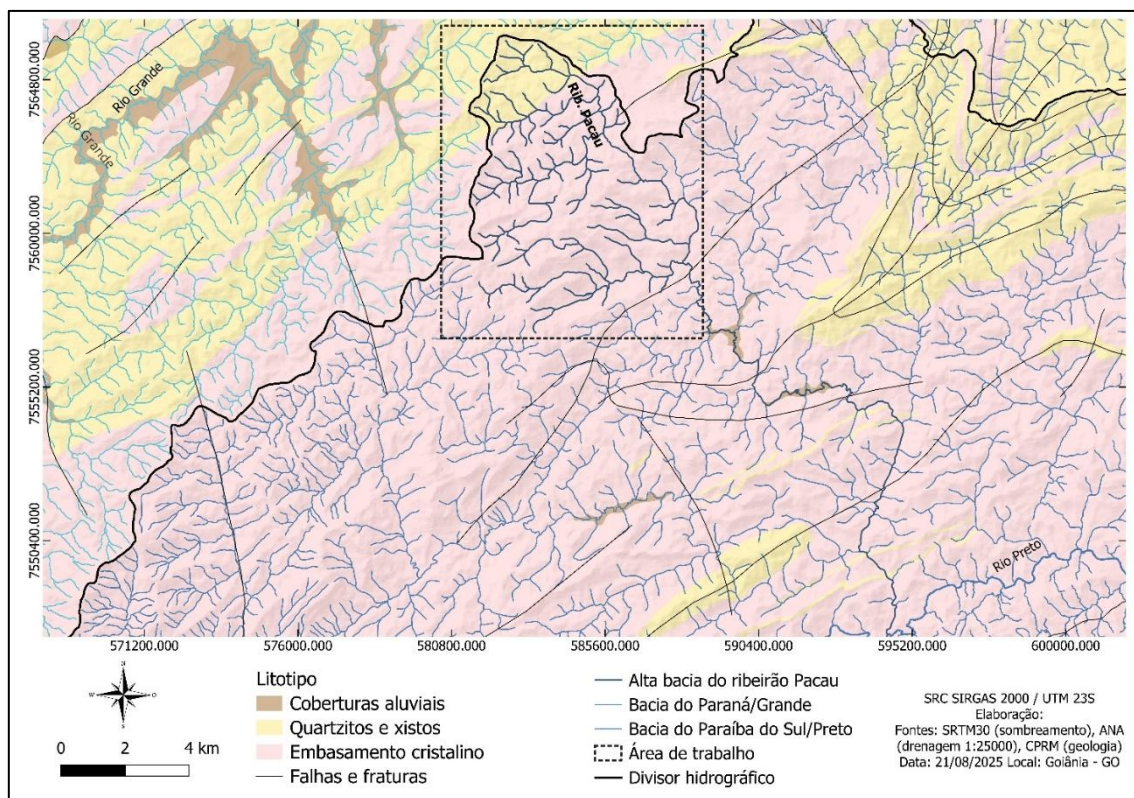 Rio Grande
Rio Grande
Rib. Pacau
Rio Preto
7564800.000
7560000.000
7555200.000
7550400.000
571200.000
576000.000
580800.000
585600.000
590400.000
595200.000
600000.000
N
W
O
S
0 2 4 km
Litotipo
Coberturas aluviais
Quartzitos e xistos
Embasamento cristalino
Falhas e fraturas
Alta bacia do ribeirão Pacau
Bacia do Paraná/Grande
Bacia do Paraíba do Sul/Preto
Área de trabalho
Divisor hidrográfico
SRC SIRGAS 2000 / UTM 23S
Elaboração:
Fontes: SRTM30 (sombreamento), ANA
(drenagem 1:25000), CPRM (geologia)
Data: 21/08/2025 Local: Goiânia - GO